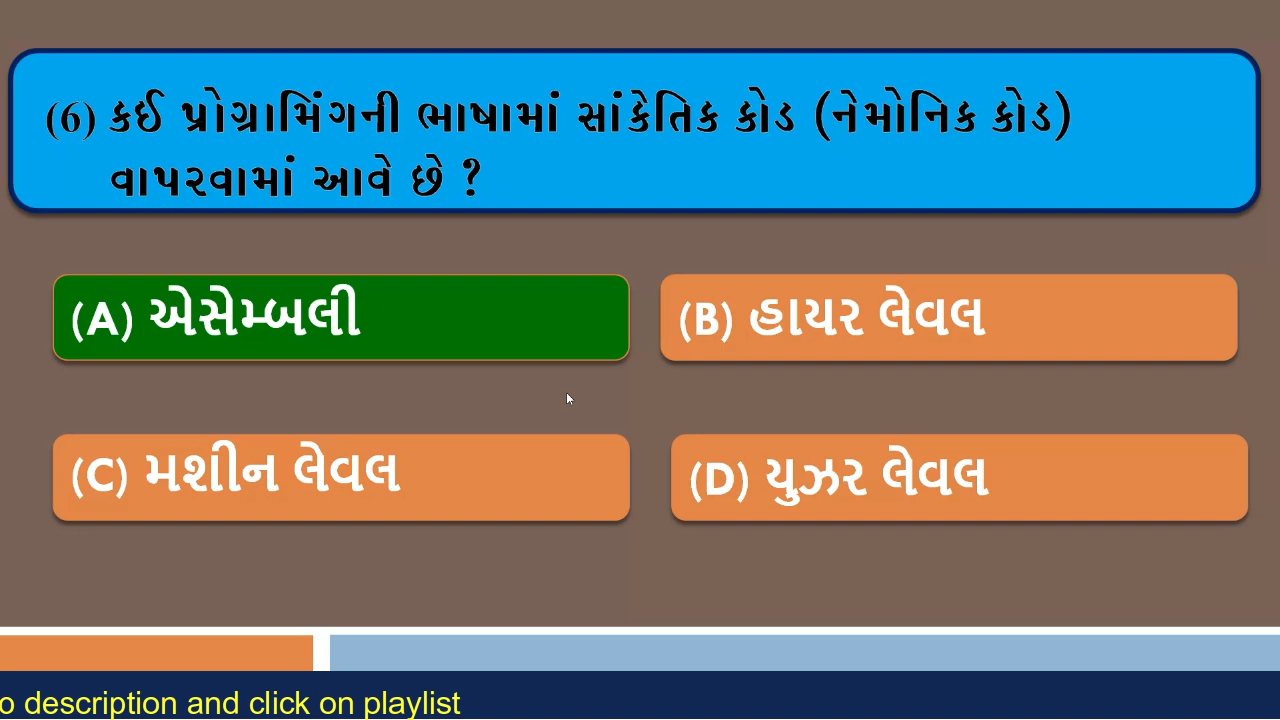 (6) કઈ પ્રોગ્રામિંગની ભાષામાં સાંકેતિક કોડ (નેમોનિક કોડ)
વાપરવામાં આવે છે ?
(A) એસેમ્બલી
(B) હાયર લેવલ
(C) મશીન લેવલ
(D) યુઝર લેવલ
o description and click on playlist